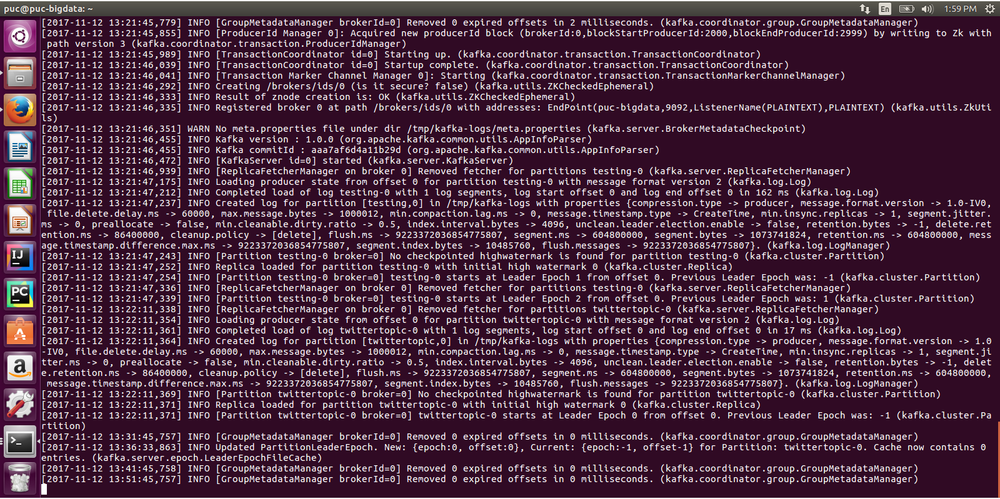 puc@puc-bigdata: ~
En
1:59 PM
[2017-11-12 13:21:45,779] INFO [GroupMetadataManager brokerId=0] Removed 0 expired offsets in 2 milliseconds. (kafka.coordinator.group.GroupMetadataManager)
[2017-11-12 13:21:45,855] INFO [ProducerId Manager 0]: Acquired new producerId block (brokerId:0,blockStartProducerId:2000,blockEndProducerId:2999) by writing to Zk with
path version 3 (kafka.coordinator.transaction.ProducerIdManager)
[2017-11-12 13:21:45,989] INFO [TransactionCoordinator id=0] Starting up. (kafka.coordinator.transaction.TransactionCoordinator)
[2017-11-12 13:21:46,039] INFO [TransactionCoordinator id=0] Startup complete. (kafka.coordinator.transaction.TransactionCoordinator)
[2017-11-12 13:21:46,041] INFO [Transaction Marker Channel Manager 0]: Starting (kafka.coordinator.transaction.TransactionMarkerChannelManager)
[2017-11-12 13:21:46,292] INFO Creating /brokers/ids/0 (is it secure? false) (kafka.utils.ZKCheckedEphemeral)
[2017-11-12 13:21:46,333] INFO Result of znode creation is: OK (kafka.utils.ZKCheckedEphemeral)
[2017-11-12 13:21:46,335] INFO Registered broker 0 at path /brokers/ids/0 with addresses: EndPoint(puc-bigdata,9092,ListenerName(PLAINTEXT),PLAINTEXT) (kafka.utils.ZkUti
ls)
[2017-11-12 13:21:46,351] WARN No meta.properties file under dir /tmp/kafka-logs/meta.properties (kafka.server.BrokerMetadataCheckpoint)
[2017-11-12 13:21:46,455] INFO Kafka version : 1.0.0 (org.apache.kafka.common.utils.AppInfoParser)
[2017-11-12 13:21:46,455] INFO Kafka commitId : aaa7af6d4a11b29d (org.apache.kafka.common.utils.AppInfoParser)
[2017-11-12 13:21:46,472] INFO [KafkaServer id=0] started (kafka.server.KafkaServer)
[2017-11-12 13:21:46,939] INFO [ReplicaFetcherManager on broker 0] Removed fetcher for partitions testing-0 (kafka.server.ReplicaFetcherManager)
[2017-11-12 13:21:47,175] INFO Loading producer state from offset 0 for partition testing-0 with message format version 2 (kafka.log.Log)
[2017-11-12 13:21:47,212] INFO Completed load of log testing-0 with 1 log segments, log start offset 0 and log end offset 0 in 162 ms (kafka.log.Log)
[2017-11-12 13:21:47,237] INFO Created log for partition [testing,0] in /tmp/kafka-logs with properties {compression.type -> producer, message.format.version -> 1.0-IV0,
file.delete.delay.ms -> 60000, max.message.bytes -> 1000012, min.compaction.lag.ms -> 0, message.timestamp.type -> CreateTime, min.insync.replicas -> 1, segment.jitter.
ms -> 0, preallocate -> false, min.cleanable.dirty.ratio -> 0.5, index.interval.bytes -> 4096, unclean.leader.election.enable -> false, retention.bytes -> -1, delete.ret
ention.ms -> 86400000, cleanup.policy -> [delete], flush.ms -> 9223372036854775807, segment.ms -> 604800000, segment.bytes -> 1073741824, retention.ms -> 604800000, mess
age.timestamp.difference.max.ms -> 9223372036854775807, segment.index.bytes -> 10485760, flush.messages -> 9223372036854775807}. (kafka.log.LogManager)
[2017-11-12 13:21:47,243] INFO [Partition testing-0 broker=0] No checkpointed highwatermark is found for partition testing-0 (kafka.cluster.Partition)
[2017-11-12 13:21:47,252] INFO Replica loaded for partition testing-0 with initial high watermark 0 (kafka.cluster.Replica)
[2017-11-12 13:21:47,254] INFO [Partition testing-0 broker=0] testing-0 starts at Leader Epoch 1 from offset 0. Previous Leader Epoch was: -1 (kafka.cluster.Partition)
[2017-11-12 13:21:47,336] INFO [ReplicaFetcherManager on broker 0] Removed fetcher for partitions testing-0 (kafka.server.ReplicaFetcherManager)
[2017-11-12 13:21:47,339] INFO [Partition testing-0 broker=0] testing-0 starts at Leader Epoch 2 from offset 0. Previous Leader Epoch was: 1 (kafka.cluster.Partition)
[2017-11-12 13:22:11,338] INFO [ReplicaFetcherManager on broker 0] Removed fetcher for partitions twittertopic-0 (kafka.server.ReplicaFetcherManager)
[2017-11-12 13:22:11,354] INFO Loading producer state from offset 0 for partition twittertopic-0 with message format version 2 (kafka.log.Log)
[2017-11-12 13:22:11,361] INFO Completed load of log twittertopic-0 with 1 log segments, log start offset 0 and log end offset 0 in 17 ms (kafka.log.Log)
[2017-11-12 13:22:11,364] INFO Created log for partition [twittertopic,0] in /tmp/kafka-logs with properties {compression.type -> producer, message.format.version -> 1.0
-IV0, file.delete.delay.ms -> 60000, max.message.bytes -> 1000012, min.compaction.lag.ms -> 0, message.timestamp.type -> CreateTime, min.insync.replicas -> 1, segment.ji
tter.ms -> 0, preallocate -> false, min.cleanable.dirty.ratio -> 0.5, index.interval.bytes -> 4096, unclean.leader.election.enable -> false, retention.bytes -> -1, delet
e.retention.ms -> 86400000, cleanup.policy -> [delete], flush.ms -> 9223372036854775807, segment.ms -> 604800000, segment.bytes -> 1073741824, retention.ms -> 604800000,
message.timestamp.difference.max.ms -> 9223372036854775807, segment.index.bytes -> 10485760, flush.messages -> 9223372036854775807}. (kafka.log.LogManager)
[2017-11-12 13:22:11,369] INFO [Partition twittertopic-0 broker=0] No checkpointed highwatermark is found for partition twittertopic-0 (kafka.cluster.Partition)
[2017-11-12 13:22:11,371] INFO Replica loaded for partition twittertopic-0 with initial high watermark 0 (kafka.cluster.Replica)
[2017-11-12 13:22:11,371] INFO [Partition twittertopic-0 broker=0] twittertopic-0 starts at Leader Epoch 0 from offset 0. Previous Leader Epoch was: -1 (kafka.cluster.Pa
rtition)
[2017-11-12 13:31:45,757] INFO [GroupMetadataManager brokerId=0] Removed 0 expired offsets in 0 milliseconds. (kafka.coordinator.group.GroupMetadataManager)
[2017-11-12 13:36:33,863] INFO Updated PartitionLeaderEpoch. New: {epoch:0, offset:0}, Current: {epoch:-1, offset-1} for Partition: twittertopic-0. Cache now contains 0
entries. (kafka.server.epoch.LeaderEpochFileCache)
[2017-11-12 13:41:45,758] INFO [GroupMetadataManager brokerId=0] Removed 0 expired offsets in 0 milliseconds. (kafka.coordinator.group.GroupMetadataManager)
[2017-11-12 13:51:45,757] INFO [GroupMetadataManager brokerId=0] Removed 0 expired offsets in 0 milliseconds. (kafka.coordinator.group.GroupMetadataManager)
IJ
PC